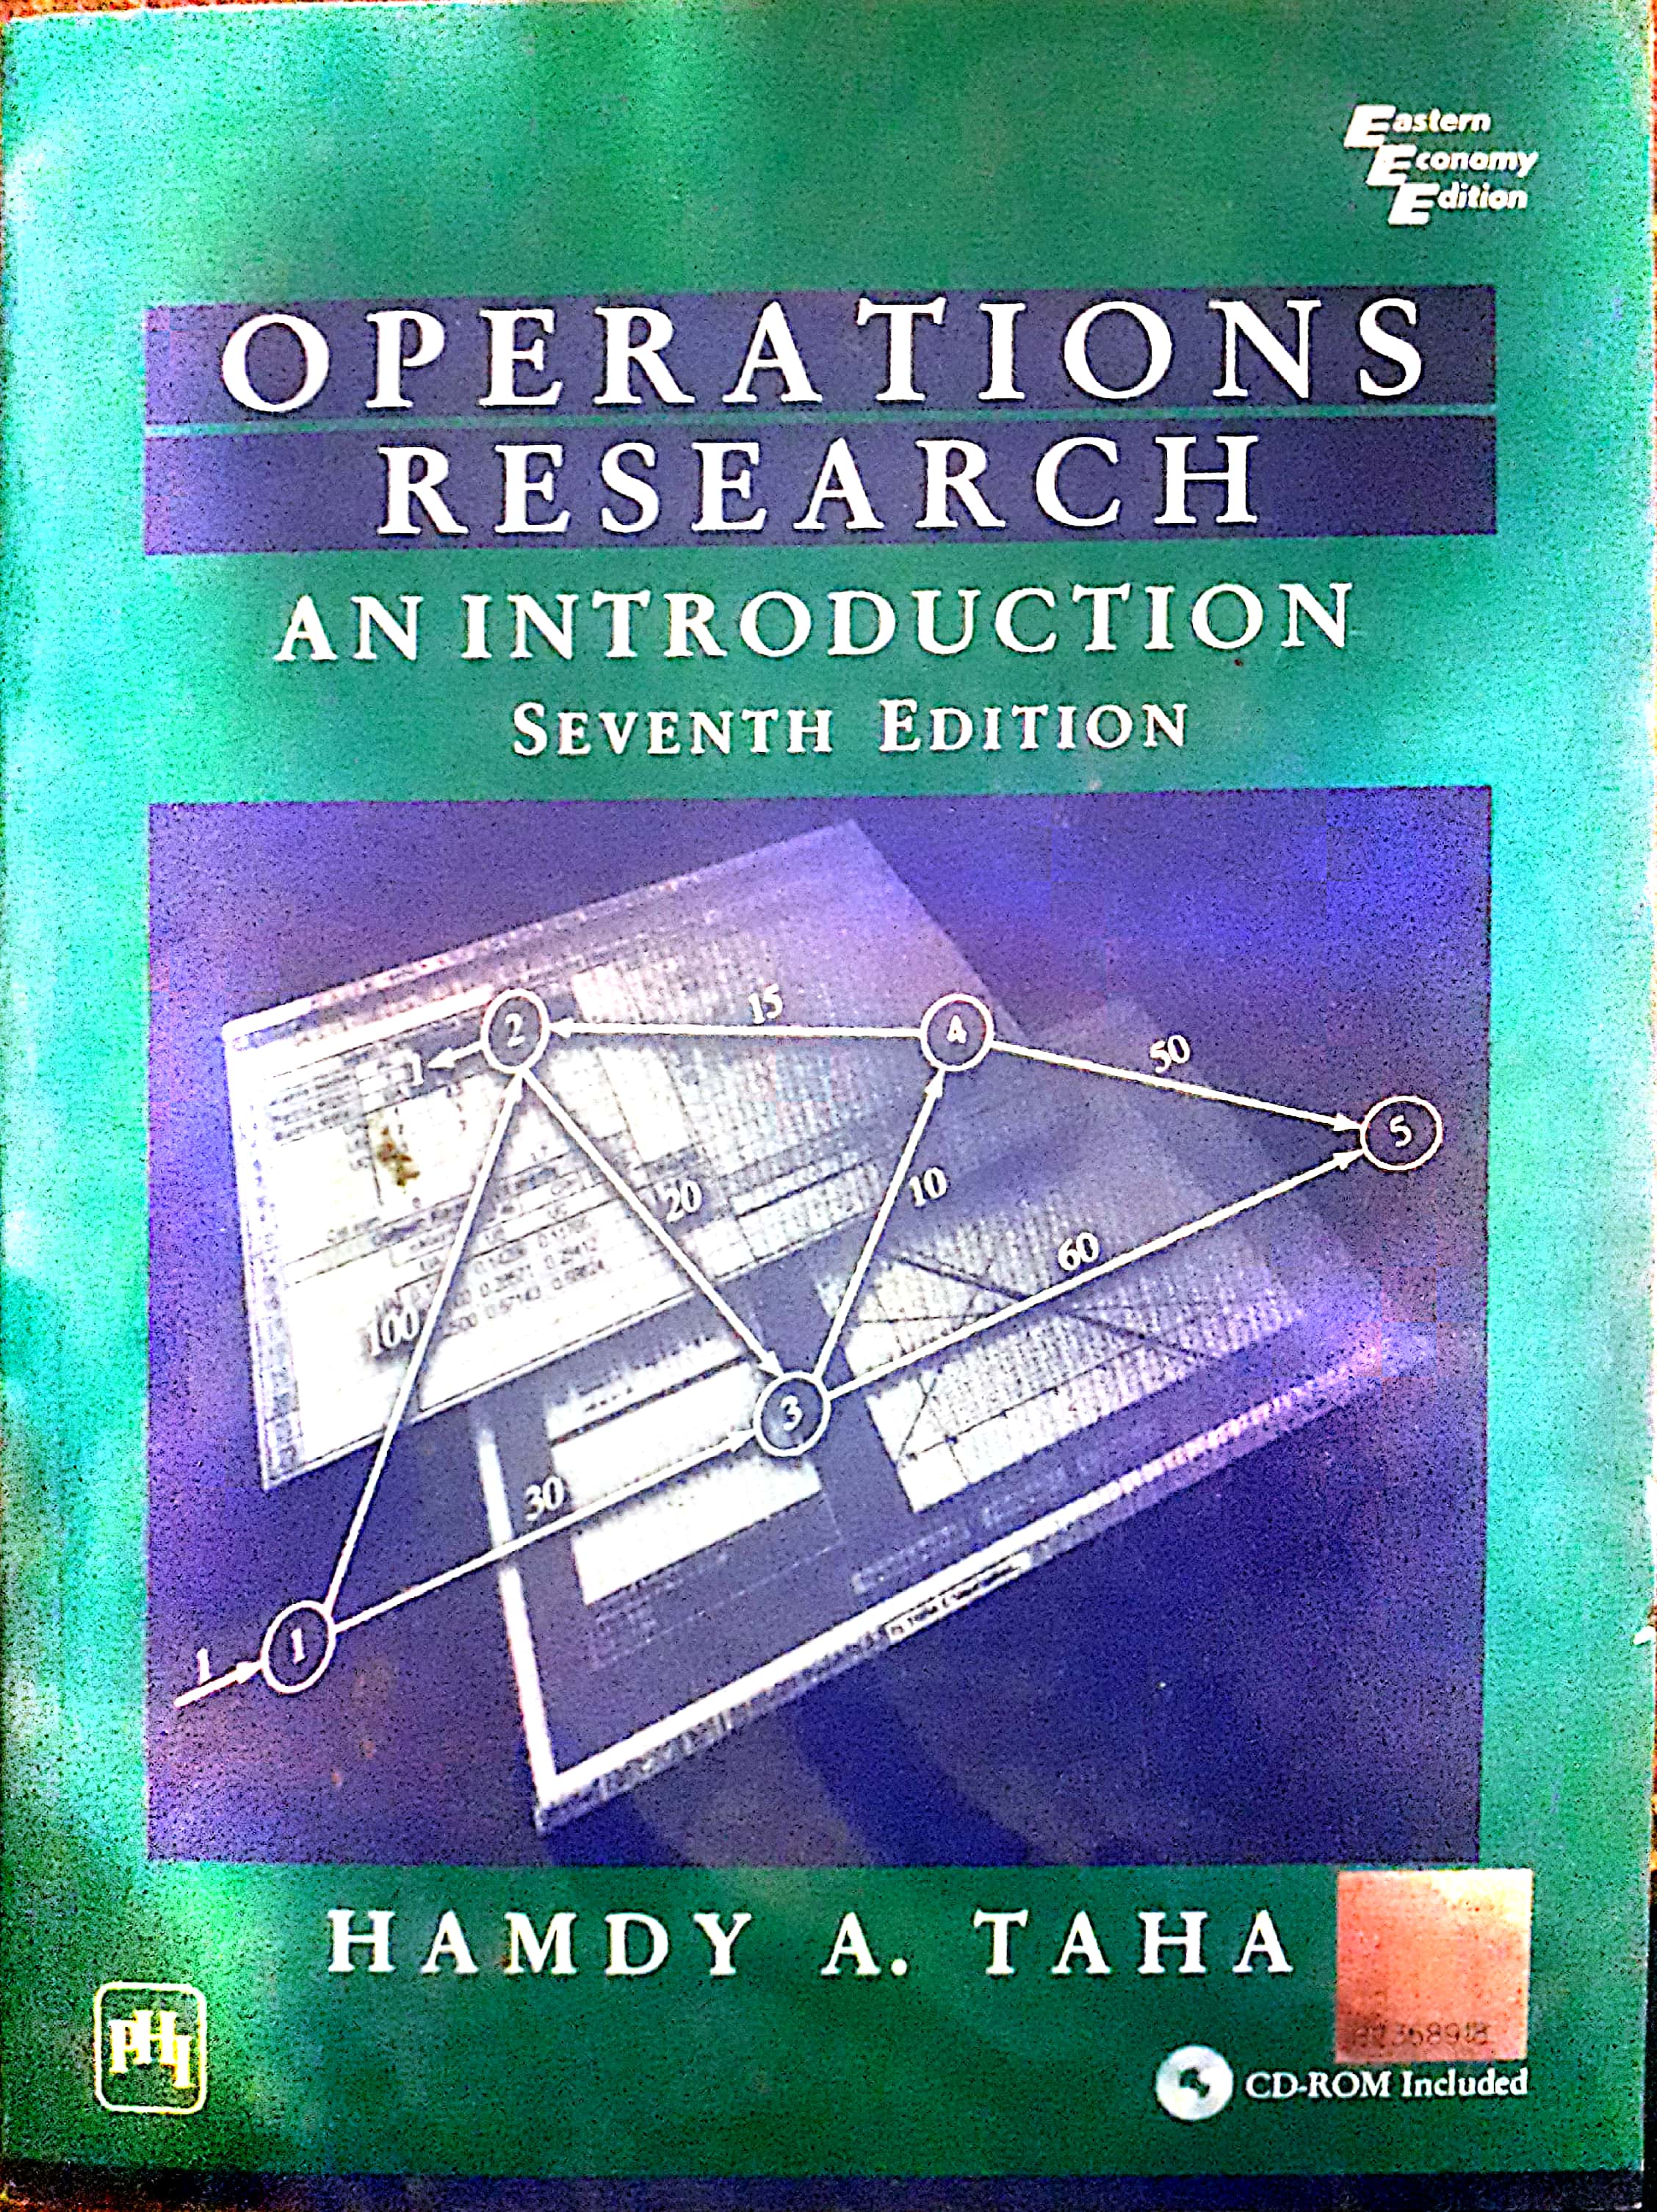 Eastern
Economy
Edition
OPERATIONS
RESEARCH
AN INTRODUCTION
SEVENTH EDITION
2
15
4
1
50
5
20
10
60
100
3
30
1
1
HAMDY A. TAHA
PHI
CD-ROM Included